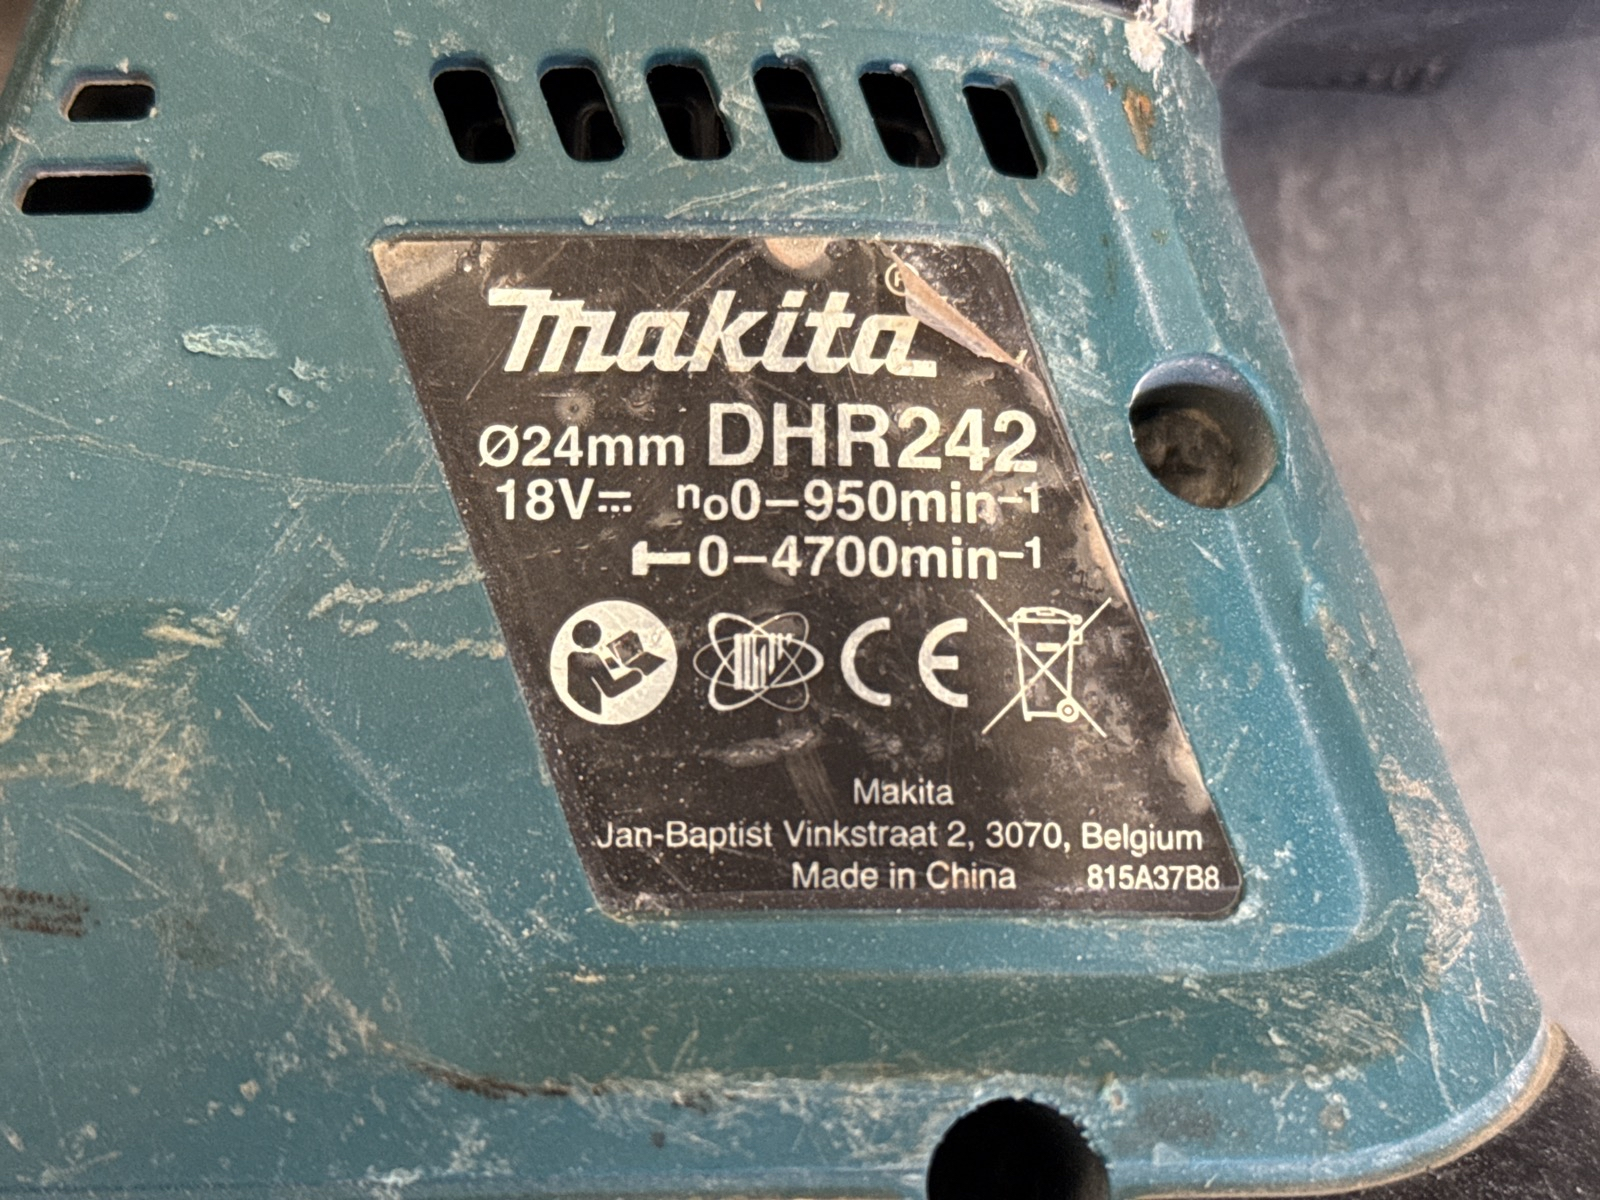 Makita®
Ø24mm DHR242
18V⎓ n₀0–950min⁻¹
0–4700min⁻¹
CE
Makita
Jan-Baptist Vinkstraat 2, 3070, Belgium
Made in China 815A37B8